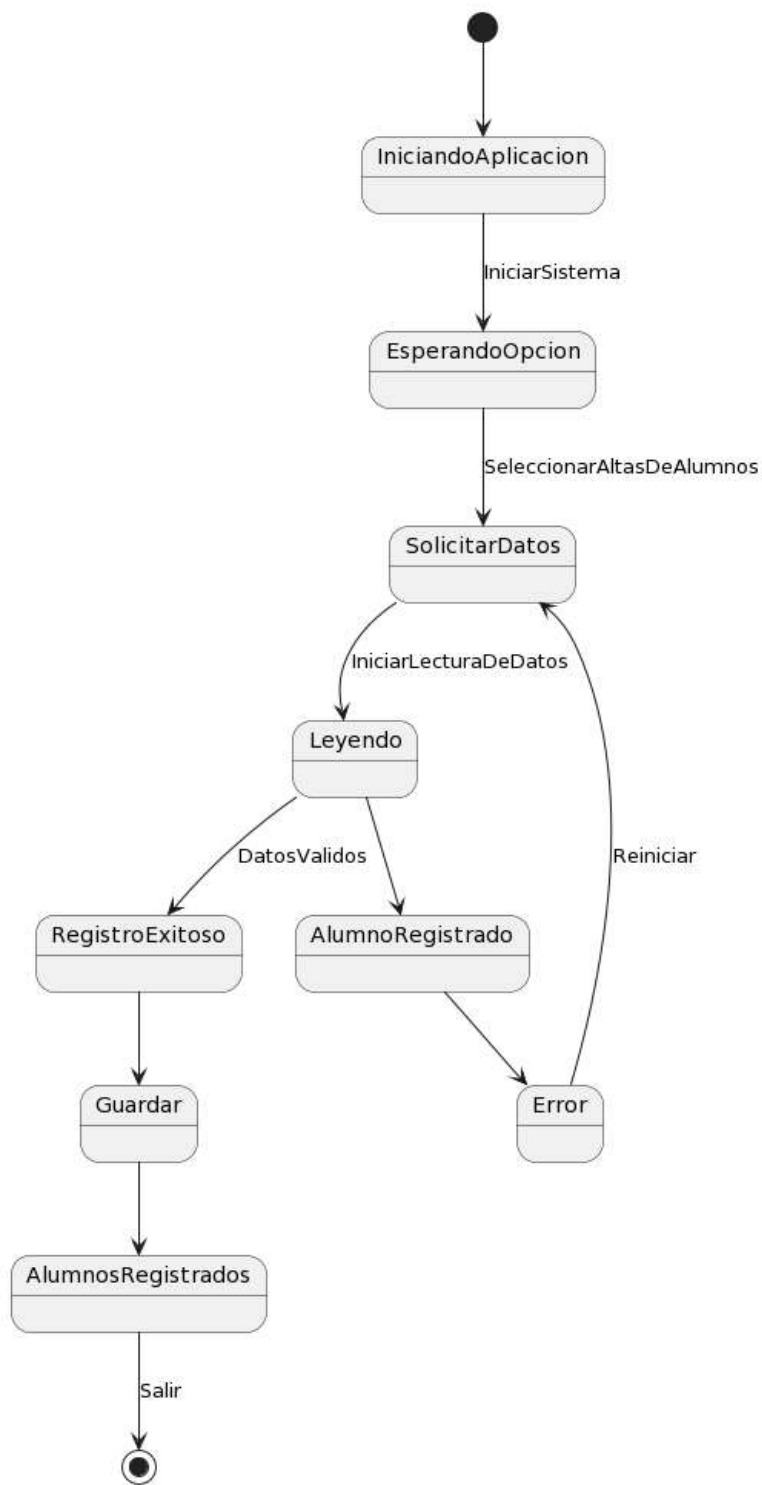 IniciandoAplicacion
IniciarSistema
EsperandoOpcion
SeleccionarAltasDeAlumnos
SolicitarDatos
IniciarLecturaDeDatos
Leyendo
DatosValidos
Reiniciar
RegistroExitoso
AlumnoRegistrado
Guardar
Error
AlumnosRegistrados
Salir